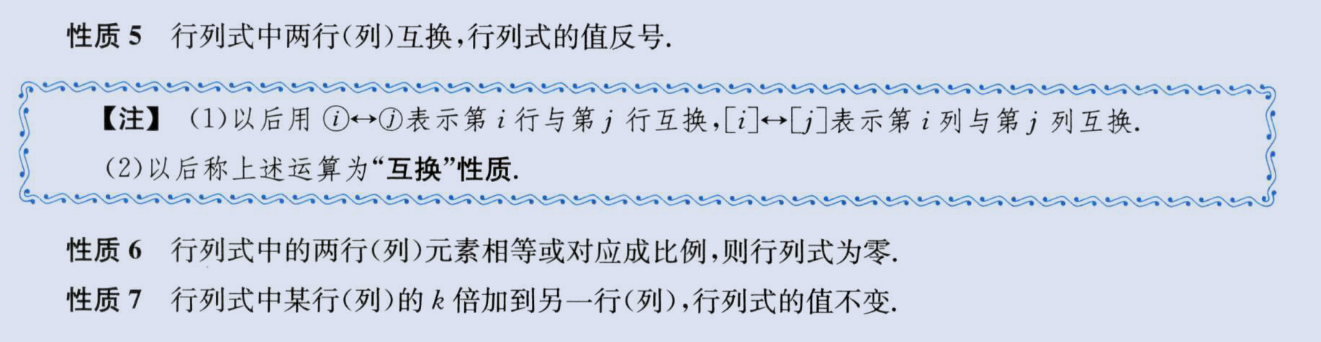 性质 5 行列式中两行(列)互换,行列式的值反号.
【注】 (1)以后用 ⓘ↔ⓙ表示第 i 行与第 j 行互换,[i]↔[j]表示第 i 列与第 j 列互换.
(2)以后称上述运算为“互换”性质.
性质 6 行列式中的两行(列)元素相等或对应成比例,则行列式为零.
性质 7 行列式中某行(列)的 k 倍加到另一行(列),行列式的值不变.